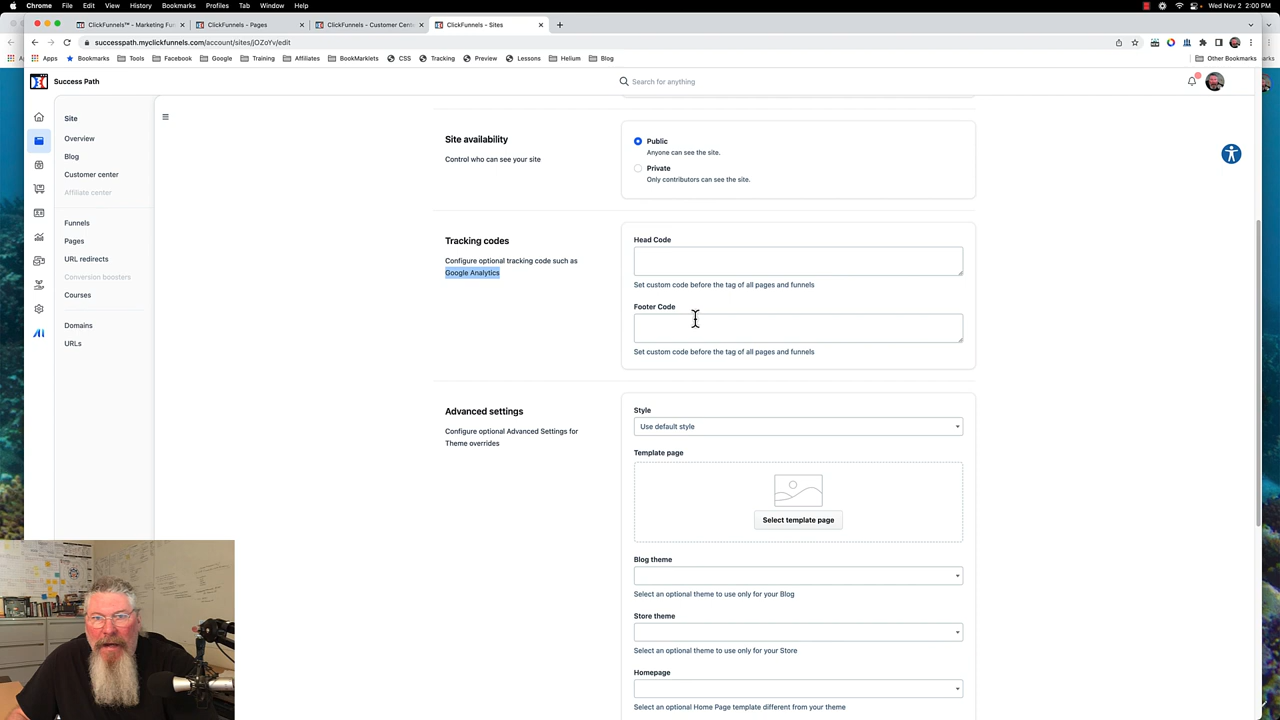 Chrome File Edit View History Bookmarks Profiles Tab Window Help
Wed Nov 2 2:00 PM
ClickFunnels™ - Marketing Fu
ClickFunnels - Pages
ClickFunnels - Customer Cent
ClickFunnels - Sites
successpath.myclickfunnels.com/account/sites/jOZoYv/edit
Apps Bookmarks Tools Facebook Google Training Affiliates BookMarklets CSS Tracking Preview Lessons Helium Blog
Other Bookmarks
Success Path
Search for anything
Site
Overview
Blog
Customer center
Affiliate center
Funnels
Pages
URL redirects
Conversion boosters
Courses
Domains
URLs
Site availability
Control who can see your site
Public
Anyone can see the site.
Private
Only contributors can see the site.
Tracking codes
Configure optional tracking code such as
Google Analytics
Head Code
Set custom code before the tag of all pages and funnels
Footer Code
Set custom code before the tag of all pages and funnels
Advanced settings
Configure optional Advanced Settings for
Theme overrides
Style
Use default style
Template page
Select template page
Blog theme
Select an optional theme to use only for your Blog
Store theme
Select an optional theme to use only for your Store
Homepage
Select an optional Home Page template different from your theme